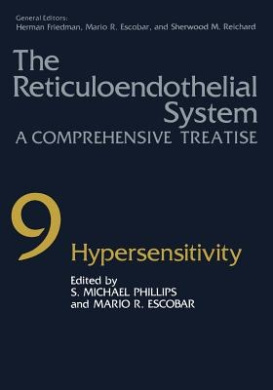 General Editors:
Herman Friedman, Mario R. Escobar, and Sherwood M. Reichard
The
Reticuloendothelial
System
A COMPREHENSIVE TREATISE
9 Hypersensitivity
Edited by
S. MICHAEL PHILLIPS
and MARIO R. ESCOBAR